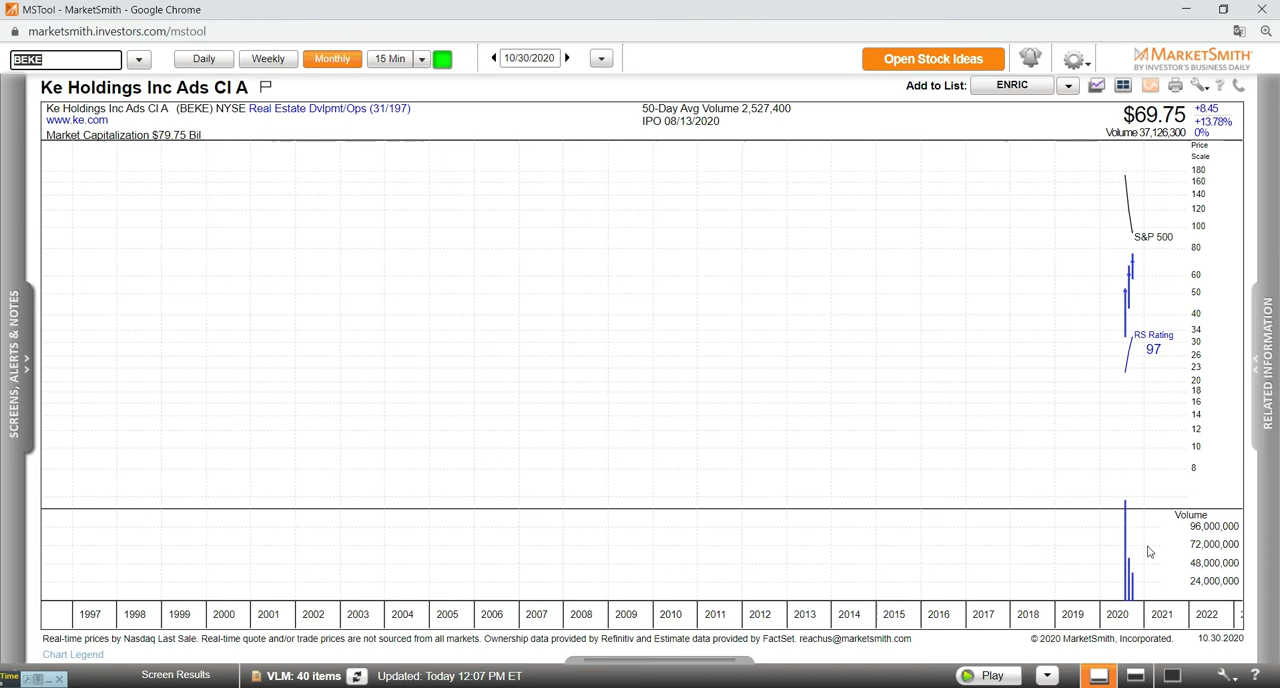 MSTool - MarketSmith - Google Chrome
marketsmith.investors.com/mstool
BEKE Daily Weekly Monthly 15 Min 10/30/2020 Open Stock Ideas MARKETSMITH
BY INVESTOR'S BUSINESS DAILY
Ke Holdings Inc Ads Cl A Add to List: ENRIC
Ke Holdings Inc Ads Cl A (BEKE) NYSE Real Estate Dvlpmt/Ops (31/197) 50-Day Avg Volume 2,527,400 $69.75 +8.45
www.ke.com IPO 08/13/2020 +13.78%
Market Capitalization $79.75 Bil Volume 37,126,300 0%
Price
Scale
180
160
140
120
100
S&P 500
80
60
50
40
34
RS Rating
30
97
26
23
20
18
16
14
12
10
8
Volume
96,000,000
72,000,000
48,000,000
24,000,000
SCREENS, ALERTS & NOTES
RELATED INFORMATION
1997 1998 1999 2000 2001 2002 2003 2004 2005 2006 2007 2008 2009 2010 2011 2012 2013 2014 2015 2016 2017 2018 2019 2020 2021 2022
Real-time prices by Nasdaq Last Sale. Real-time quote and/or trade prices are not sourced from all markets. Ownership data provided by Refinitiv and Estimate data provided by FactSet. reachus@marketsmith.com © 2020 MarketSmith, Incorporated. 10.30.2020
Chart Legend
Time Screen Results VLM: 40 items Updated: Today 12:07 PM ET Play